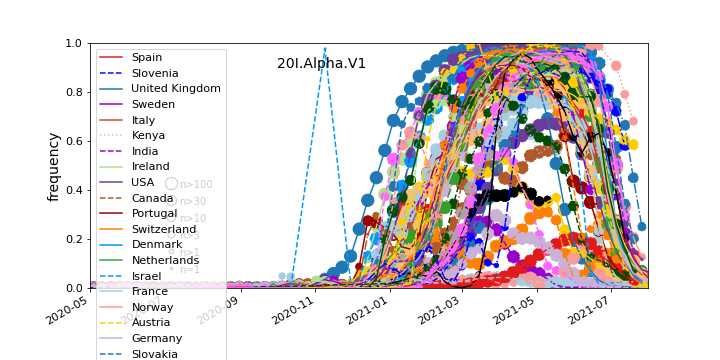 20I.Alpha.V1
frequency
1.0
0.8
0.6
0.4
0.2
0.0
2020-05
2020-09
2020-11
2021-01
2021-03
2021-05
2021-07
Spain
Slovenia
United Kingdom
Sweden
Italy
Kenya
India
Ireland
USA
Canada
Portugal
Switzerland
Denmark
Netherlands
Israel
France
Norway
Austria
Germany
Slovakia
n>100
n>30
n>10
n>3
n>1
n=1